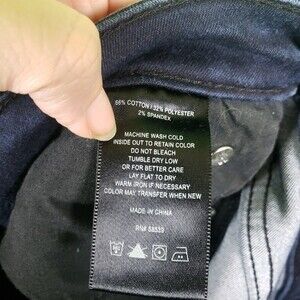 66% COTTON / 32% POLYESTER
2% SPANDEX
MACHINE WASH COLD
INSIDE OUT TO RETAIN COLOR
DO NOT BLEACH
TUMBLE DRY LOW
OR FOR BETTER CARE
LAY FLAT TO DRY
WARM IRON IF NECESSARY
COLOR MAY TRANSFER WHEN NEW
MADE IN CHINA
RN# 58539